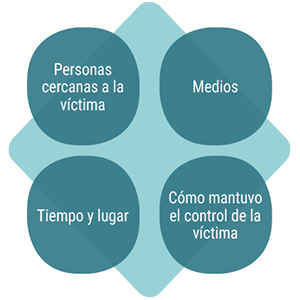 Personas
cercanas a la
víctima
Medios
Tiempo y lugar
Cómo mantuvo
el control de la
víctima